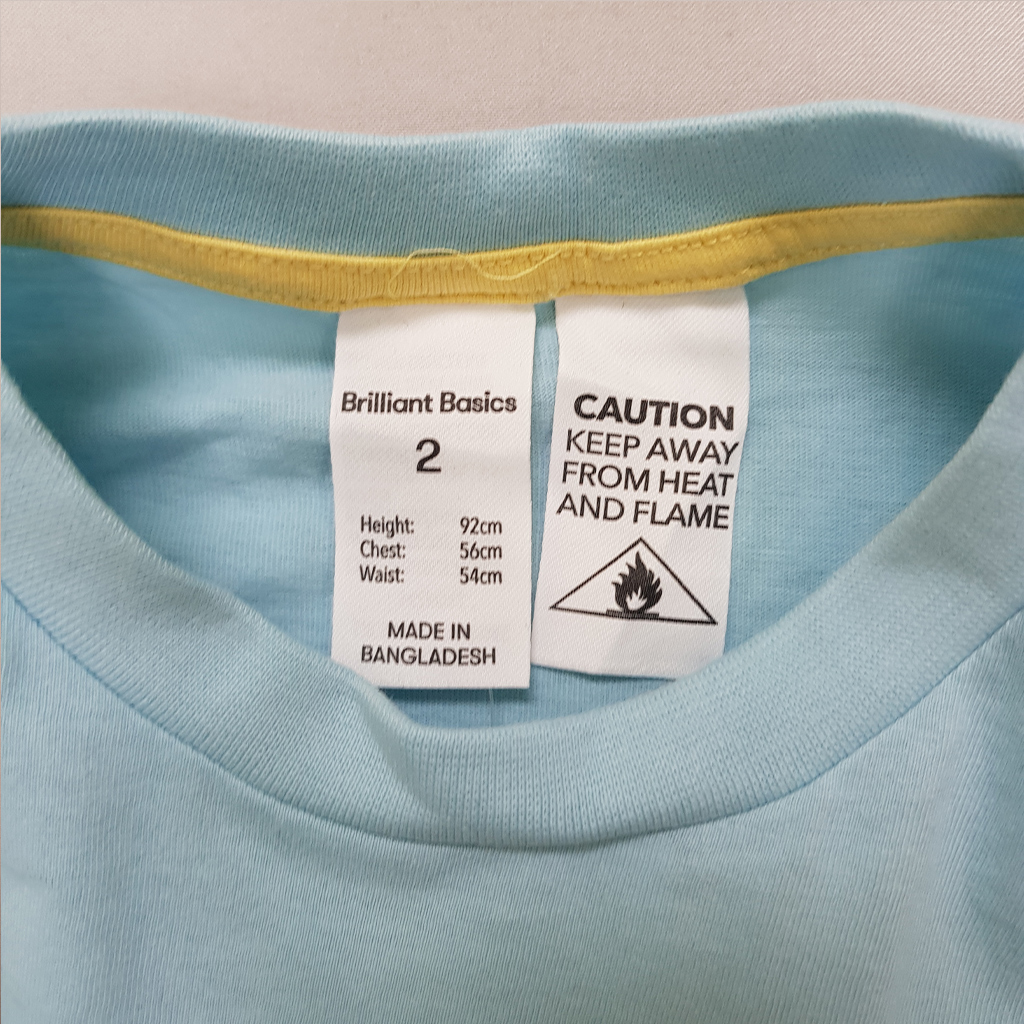 Brilliant Basics
2
Height: 92cm
Chest: 56cm
Waist: 54cm
MADE IN
BANGLADESH
CAUTION
KEEP AWAY
FROM HEAT
AND FLAME